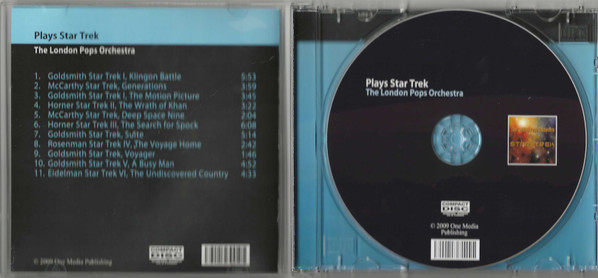 Plays Star Trek
The London Pops Orchestra
1. Goldsmith Star Trek I, Klingon Battle 5:53
2. McCarthy Star Trek, Generations 3:59
3. Goldsmith Star Trek I, The Motion Picture 3:45
4. Horner Star Trek II, The Wrath of Khan 3:22
5. McCarthy Star Trek, Deep Space Nine 2:04
6. Horner Star Trek III, The Search for Spock 6:08
7. Goldsmith Star Trek, Suite 5:14
8. Rosenman Star Trek IV, The Voyage Home 2:42
9. Goldsmith Star Trek, Voyager 1:46
10. Goldsmith Star Trek V, A Busy Man 4:52
11. Eidelman Star Trek VI, The Undiscovered Country 4:33
COMPACT
DISC
© 2009 One Media
Publishing
Plays Star Trek
The London Pops Orchestra
STAR TREK
COMPACT
DISC
© 2009 One Media
Publishing